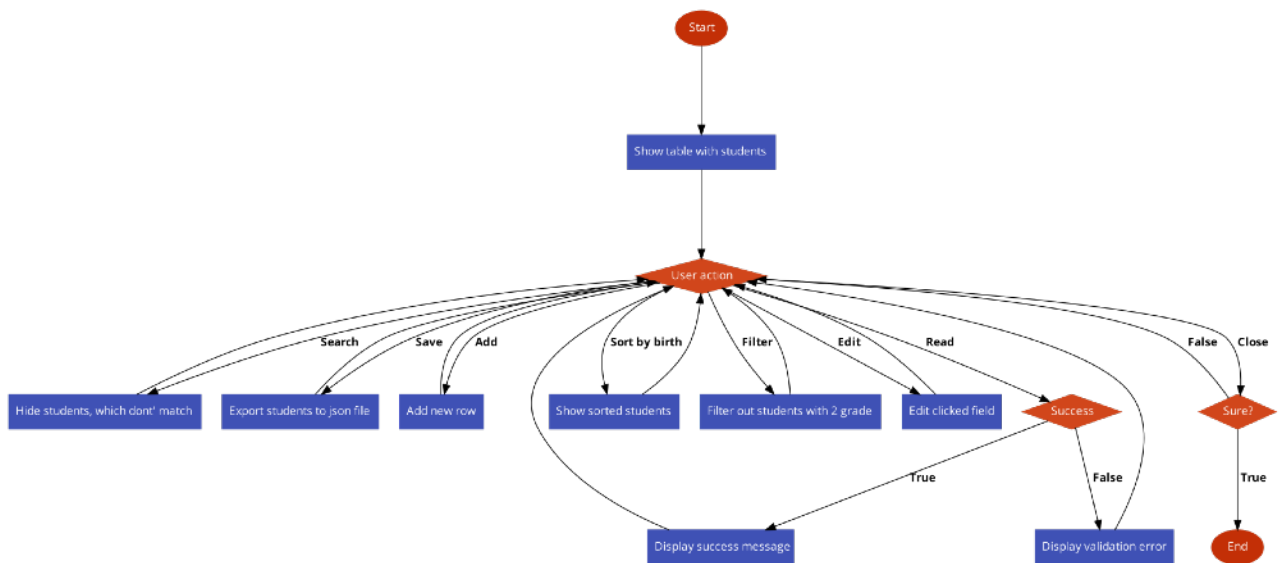 Start
Show table with students
User action
Search
Save
Add
Sort by birth
Filter
Edit
Read
False
Close
Hide students, which dont' match
Export students to json file
Add new row
Show sorted students
Filter out students with 2 grade
Edit clicked field
Success
Sure?
True
False
True
Display success message
Display validation error
End